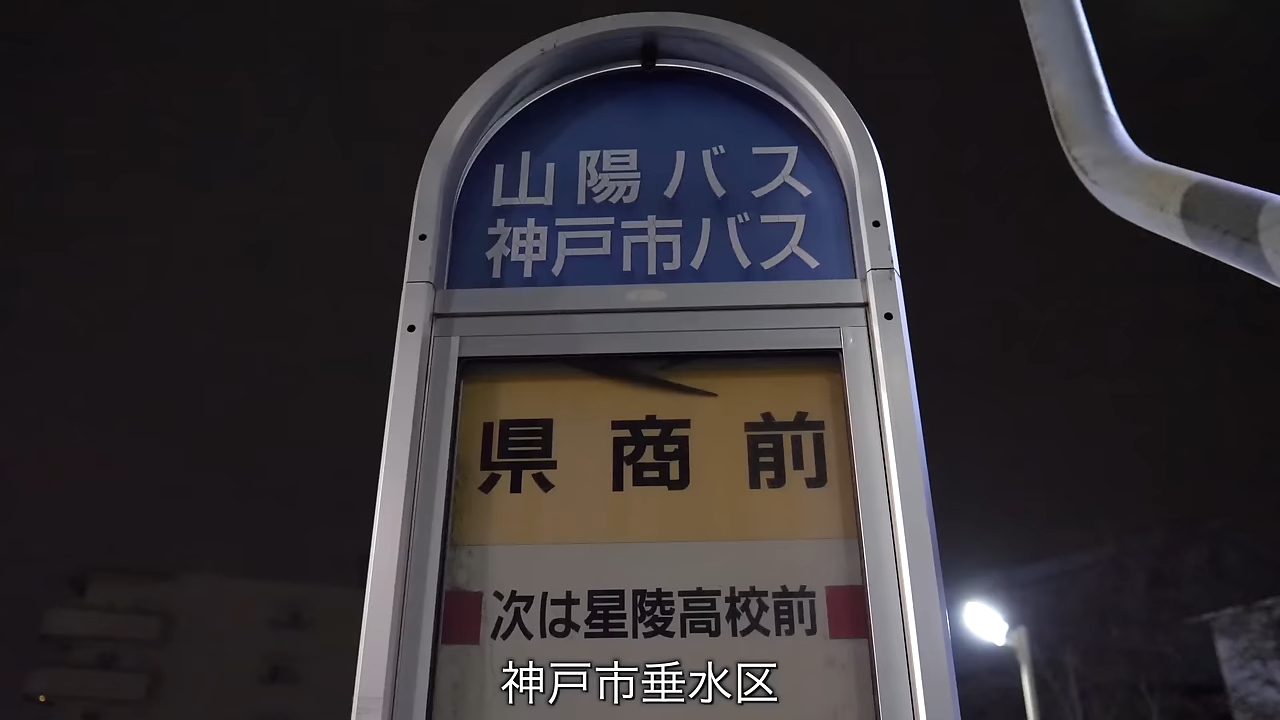 山陽バス
神戸市バス
県商前
次は星陵高校前
神戸市垂水区